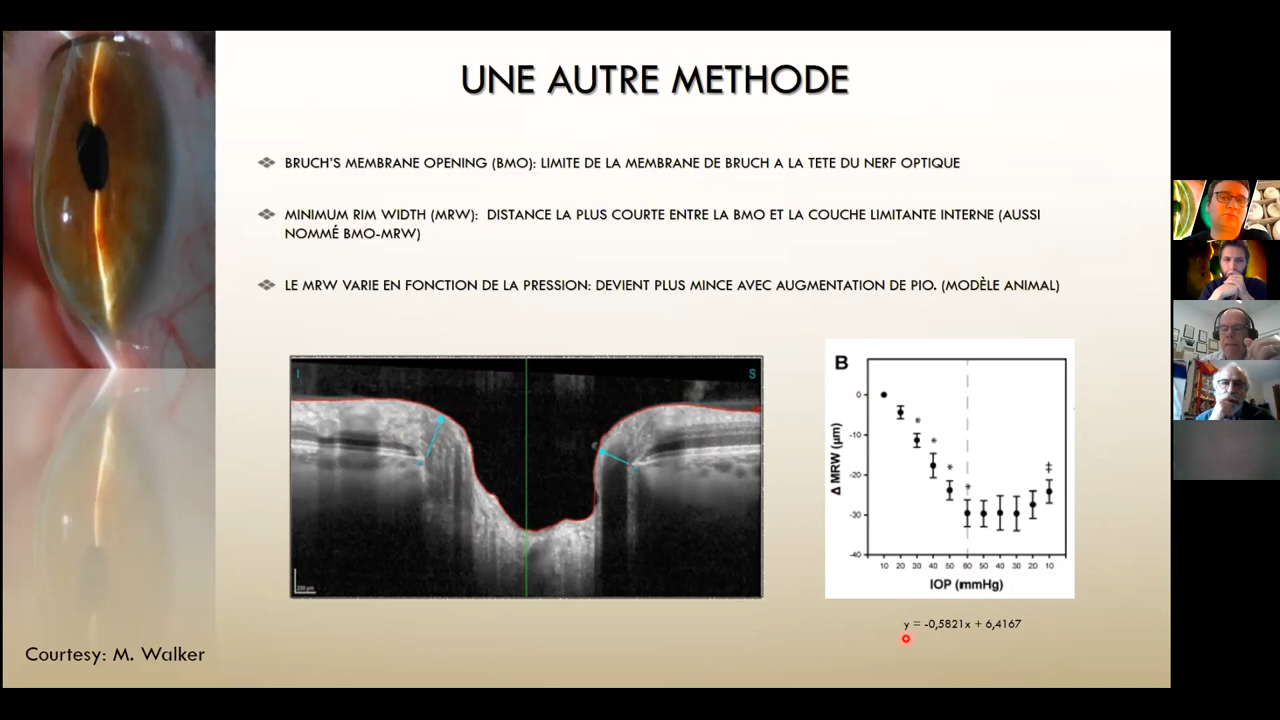 UNE AUTRE METHODE
BRUCH'S MEMBRANE OPENING (BMO): LIMITE DE LA MEMBRANE DE BRUCH A LA TETE DU NERF OPTIQUE
MINIMUM RIM WIDTH (MRW): DISTANCE LA PLUS COURTE ENTRE LA BMO ET LA COUCHE LIMITANTE INTERNE (AUSSI
NOMMÉ BMO-MRW)
LE MRW VARIE EN FONCTION DE LA PRESSION: DEVIENT PLUS MINCE AVEC AUGMENTATION DE PIO. (MODÈLE ANIMAL)
I
S
200 µm
B
Δ MRW (µm)
0
-10
-20
-30
-40
* * * *
‡
10 20 30 40 50 60 50 40 30 20 10
IOP (mmHg)
y = -0,5821x + 6,4167
Courtesy: M. Walker